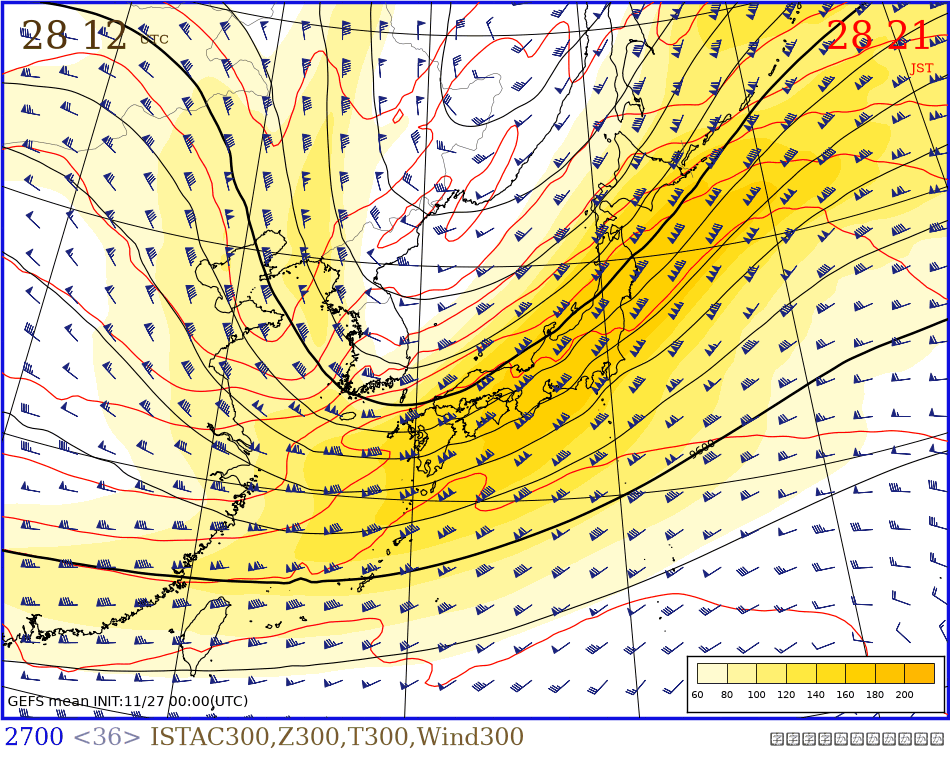 28 12 UTC
28 21
JST
9600
60 80 100 120 140 160 180 200
GEFS mean INIT:11/27 00:00(UTC)
2700 <36> ISTAC300,Z300,T300,Wind300